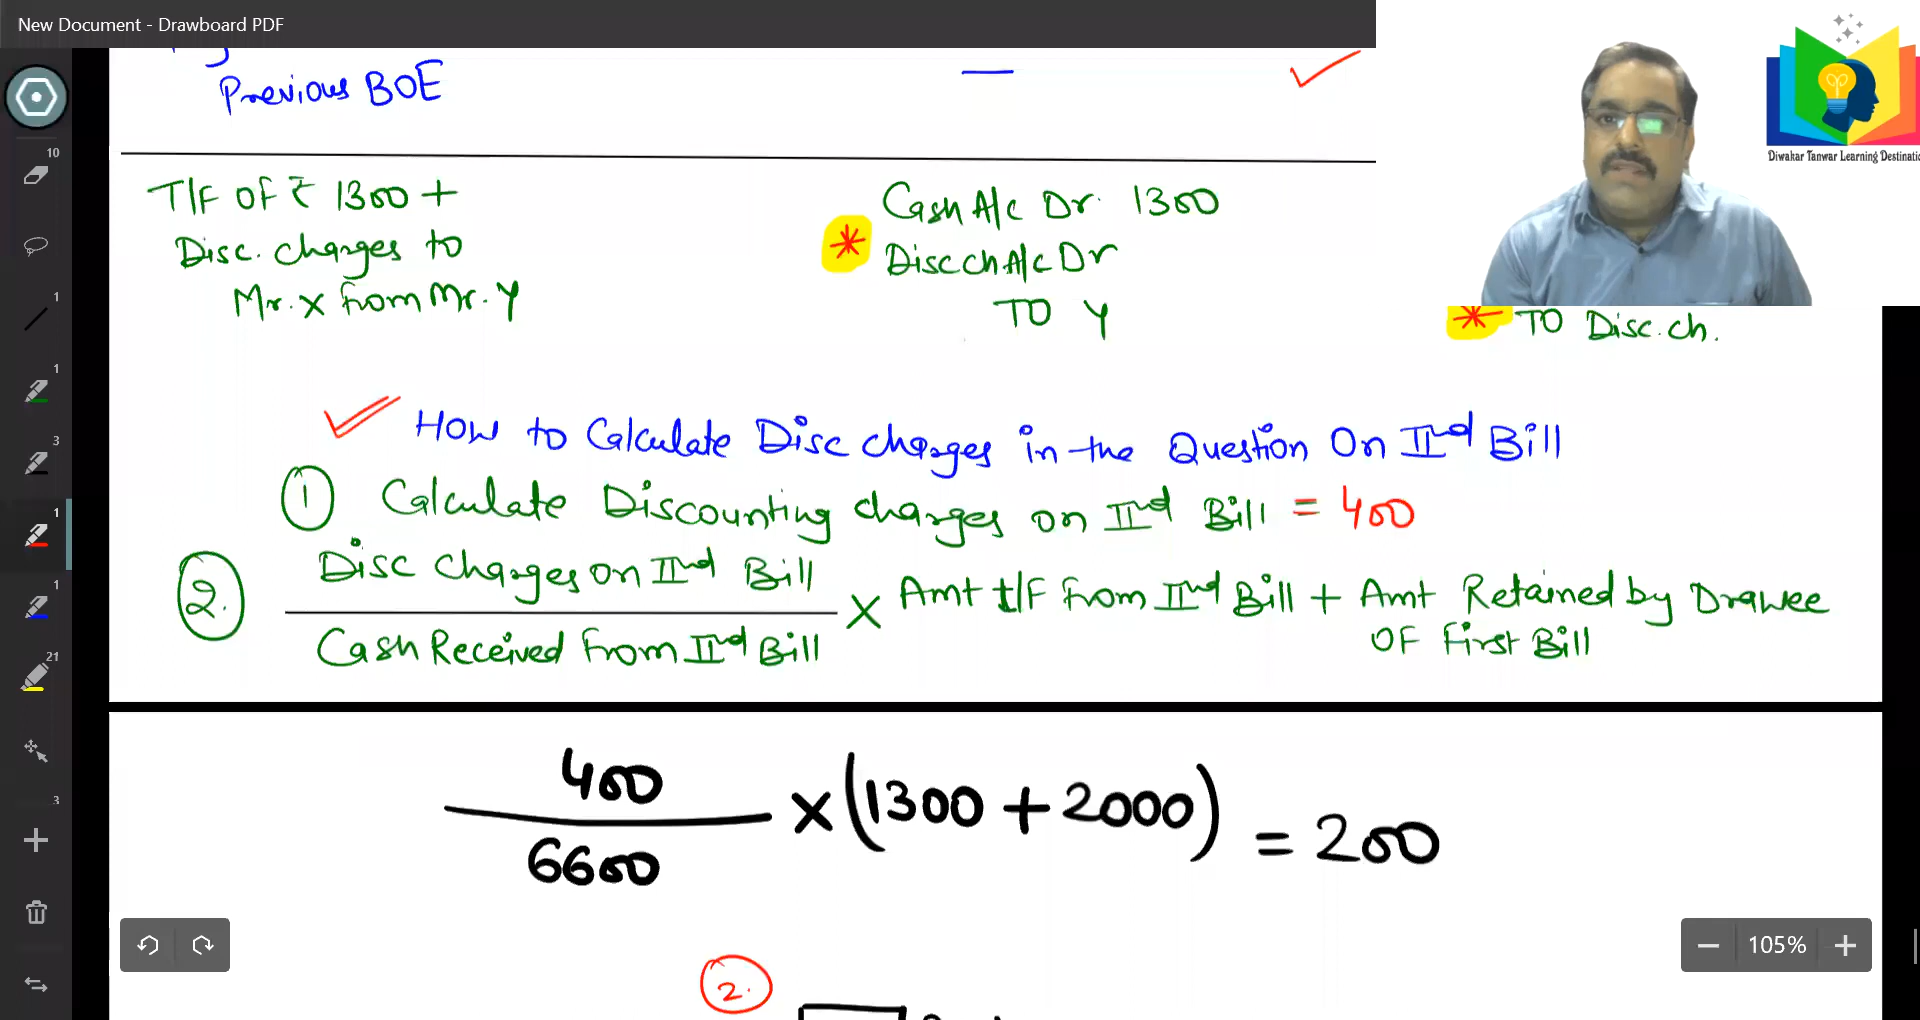 New Document - Drawboard PDF
Previous BOE
Diwakar Tanwar Learning Destinatio
T/F OF ₹ 1300 +
Disc. charges to
Mr. X from Mr. Y
Cash A/c Dr. 1300
* Disc ch A/c Dr
TO Y
* TO Disc. ch.
How to Calculate Disc charges in the Question On IInd Bill
1 Calculate Discounting charges on IInd Bill = 400
2. Disc Charges on IInd Bill
Cash Received From IInd Bill
× Amt t/F From IInd Bill + Amt Retained by Drawee
OF First Bill
400
6600
× (1300 + 2000) = 200
2.
10
1
1
3
1
1
21
3
105%